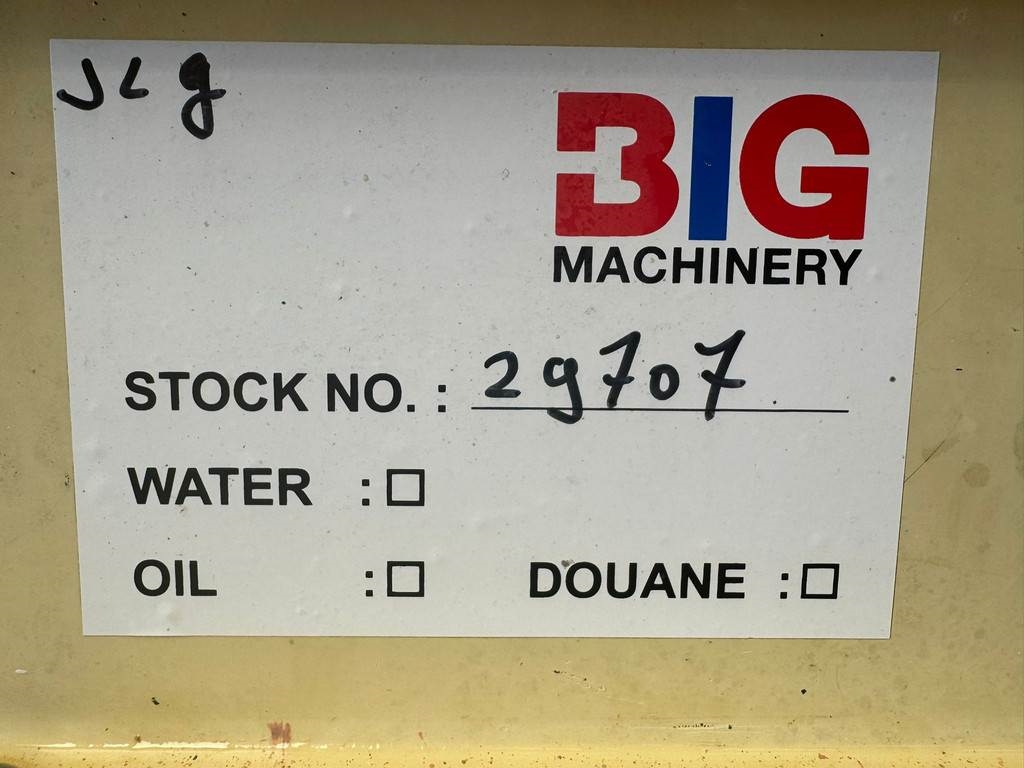 JLg
BIG
MACHINERY
STOCK NO. : 29707
WATER : ☐
OIL : ☐ DOUANE : ☐